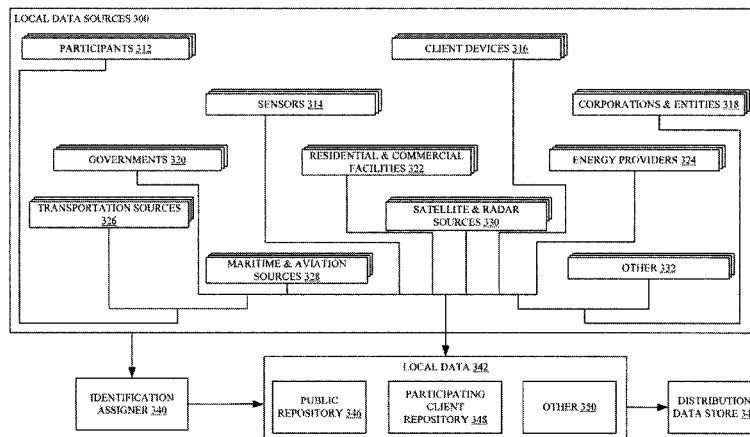 LOCAL DATA SOURCES 300
PARTICIPANTS 312
CLIENT DEVICES 316
SENSORS 314
CORPORATIONS & ENTITIES 318
GOVERNMENTS 320
RESIDENTIAL & COMMERCIAL
FACILITIES 322
ENERGY PROVIDERS 324
TRANSPORTATION SOURCES
326
SATELLITE & RADAR
SOURCES 330
MARITIME & AVIATION
SOURCES 328
OTHER 332
LOCAL DATA 342
IDENTIFICATION
ASSIGNER 340
PUBLIC
REPOSITORY 346
PARTICIPATING
CLIENT
REPOSITORY 348
OTHER 350
DISTRIBUTION
DATA STORE